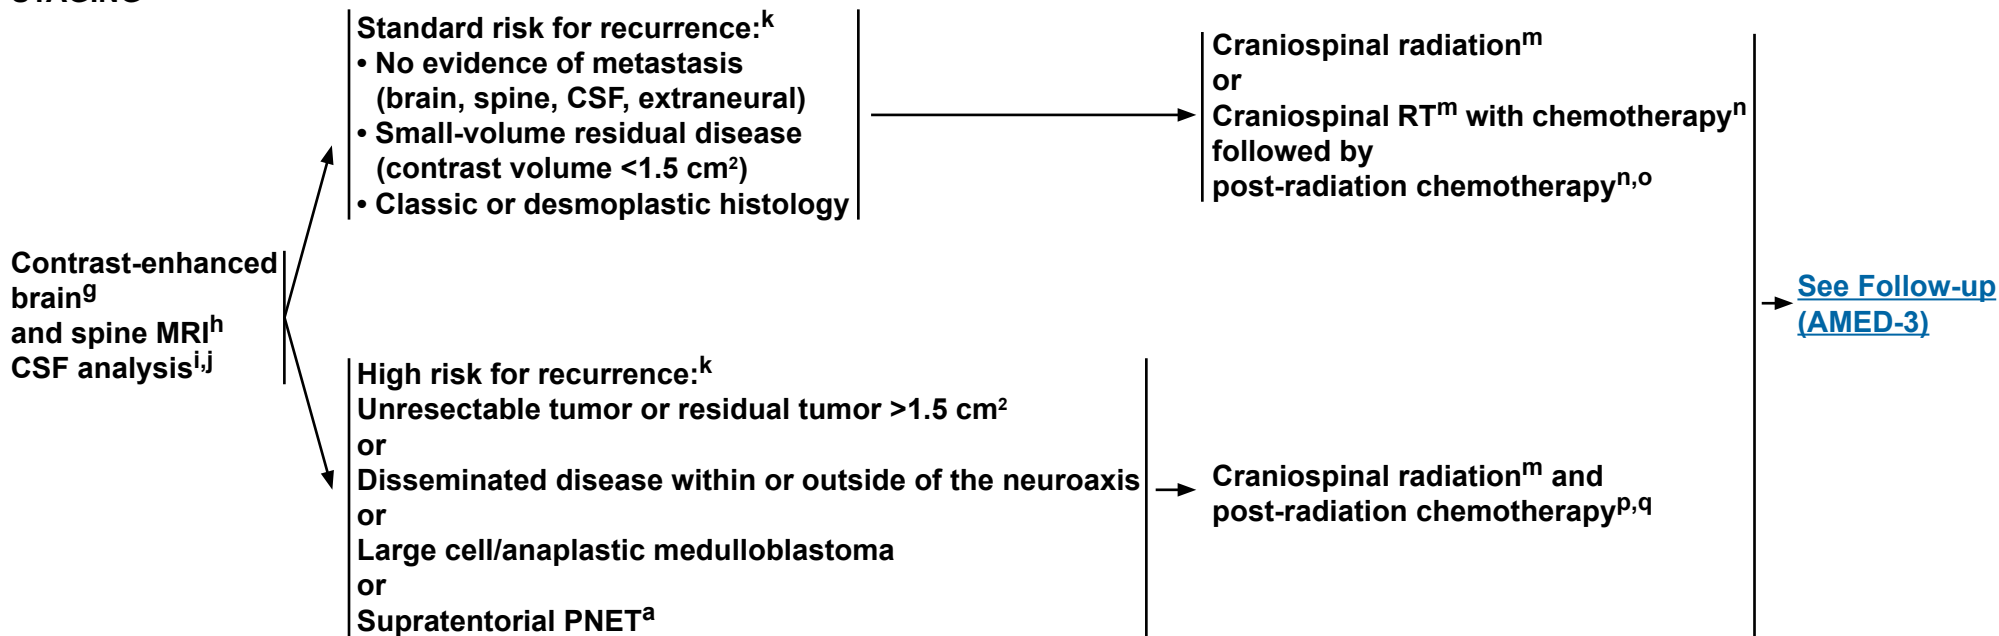 STAGING
Standard risk for recurrence:k
• No evidence of metastasis
(brain, spine, CSF, extraneural)
• Small-volume residual disease
(contrast volume <1.5 cm²)
• Classic or desmoplastic histology
Craniospinal radiationm
or
Craniospinal RTm with chemotherapyn
followed by
post-radiation chemotherapyn,o
Contrast-enhanced
braing
and spine MRIh
CSF analysisi,j
High risk for recurrence:k
Unresectable tumor or residual tumor >1.5 cm²
or
Disseminated disease within or outside of the neuroaxis
or
Large cell/anaplastic medulloblastoma
or
Supratentorial PNETa
Craniospinal radiationm and
post-radiation chemotherapyp,q
See Follow-up
(AMED-3)